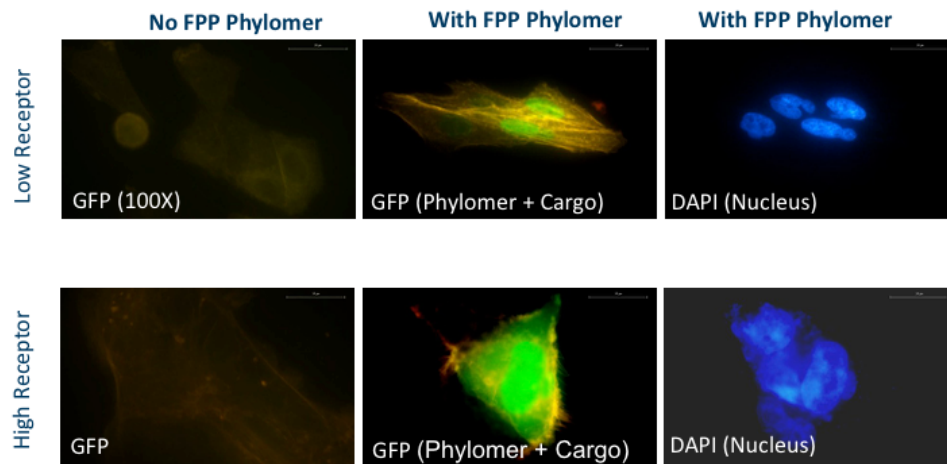 No FPP Phylomer
With FPP Phylomer
With FPP Phylomer
Low Receptor
GFP (100X)
GFP (Phylomer + Cargo)
DAPI (Nucleus)
High Receptor
GFP
GFP (Phylomer + Cargo)
DAPI (Nucleus)